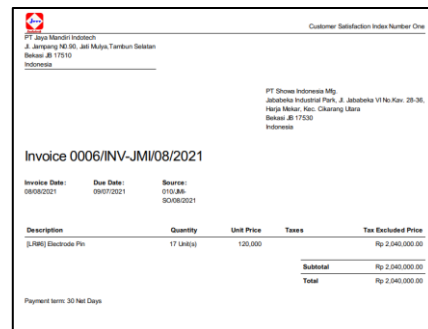 Customer Satisfaction Index Number One
PT Jaya Mandiri Indotech
Jl. Jampang N0.90, Jati Mulya,Tambun Selatan
Bekasi JB 17510
Indonesia
PT Showa Indonesia Mfg.
Jababeka Industrial Park, Jl. Jababeka VI No.Kav. 28-36,
Harja Mekar, Kec. Cikarang Utara
Bekasi JB 17530
Indonesia
Invoice 0006/INV-JMI/08/2021
Invoice Date: Due Date: Source:
08/08/2021 09/07/2021 010/JMI-
SO/08/2021
Description Quantity Unit Price Taxes Tax Excluded Price
[LR#6] Electrode Pin 17 Unit(s) 120,000 Rp 2,040,000.00
Subtotal Rp 2,040,000.00
Total Rp 2,040,000.00
Payment term: 30 Net Days